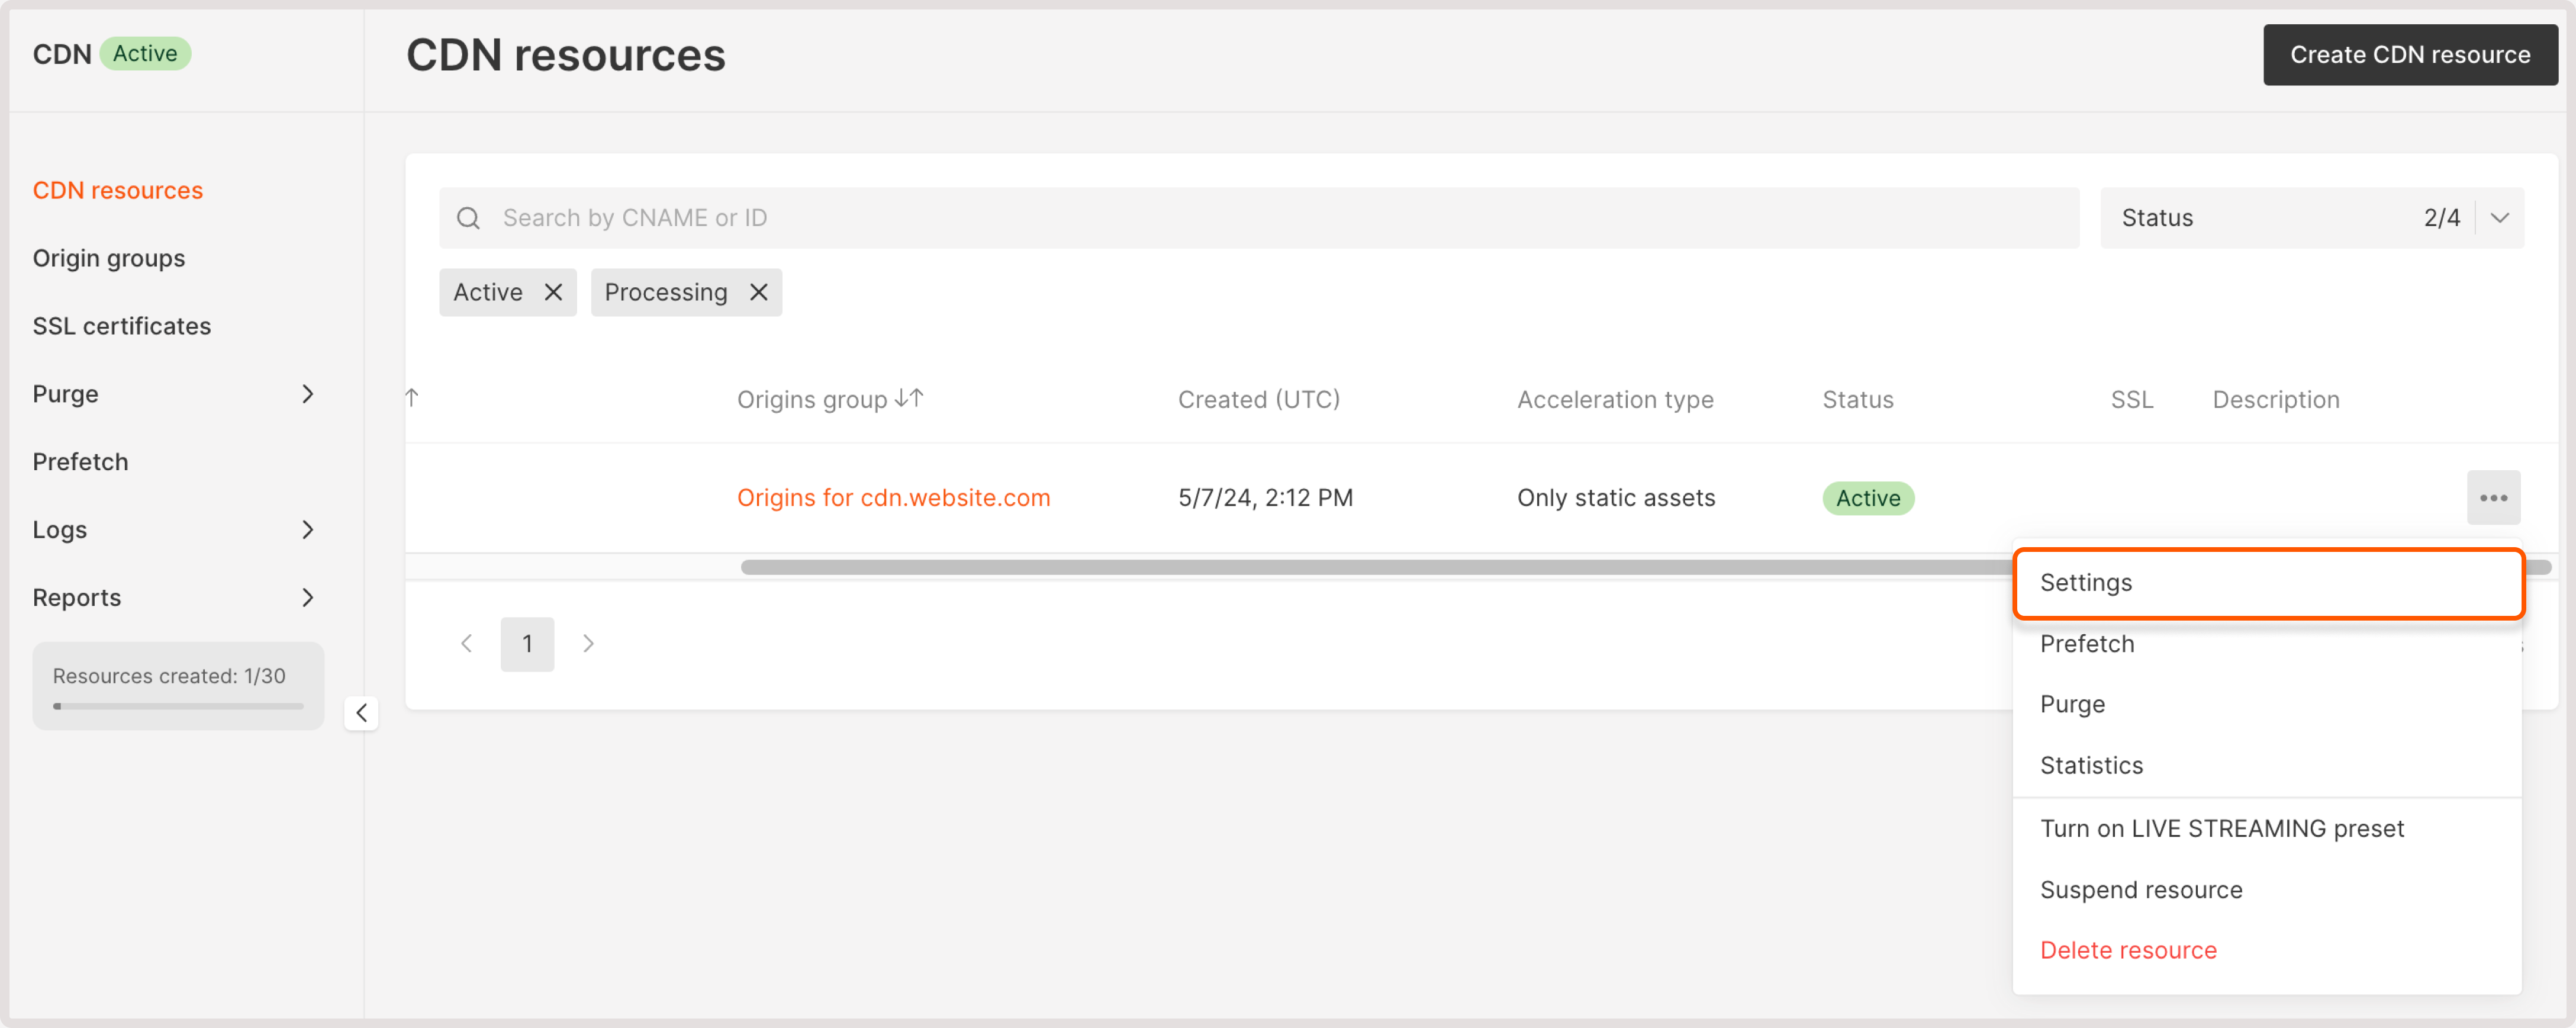 CDN Active
CDN resources
Create CDN resource
CDN resources
Origin groups
SSL certificates
Purge
Prefetch
Logs
Reports
Resources created: 1/30
Search by CNAME or ID
Status 2/4
Active
Processing
Origins group Created (UTC) Acceleration type Status SSL Description
Origins for cdn.website.com 5/7/24, 2:12 PM Only static assets Active
1
Settings
Prefetch
Purge
Statistics
Turn on LIVE STREAMING preset
Suspend resource
Delete resource